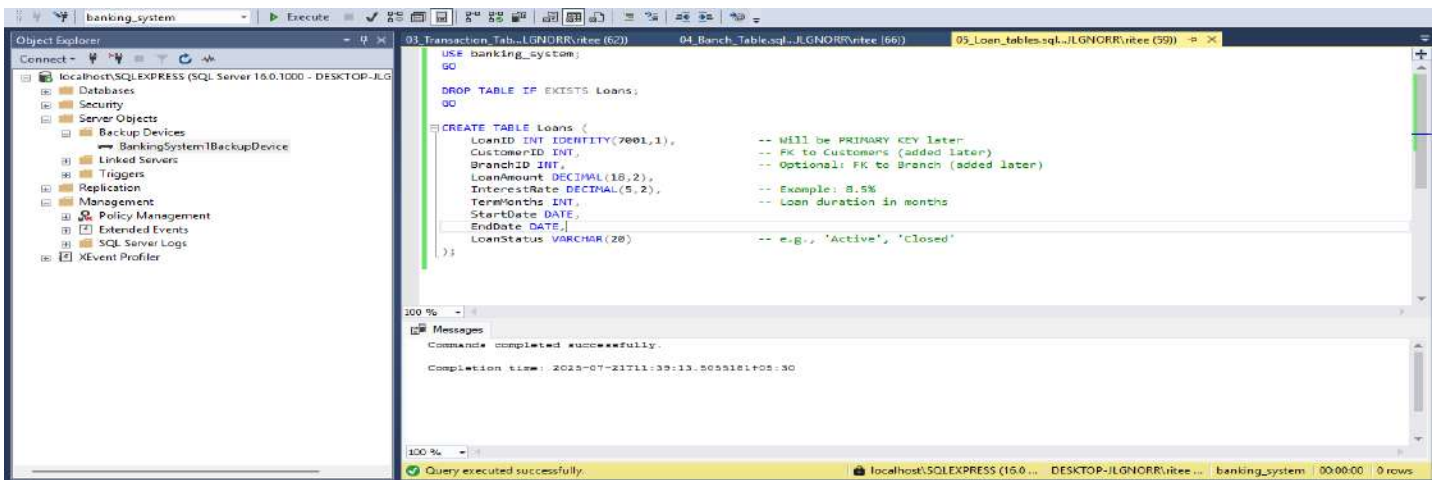 banking_system
Execute
Object Explorer
Connect
localhost\SQLEXPRESS (SQL Server 16.0.1000 - DESKTOP-JLG
Databases
Security
Server Objects
Backup Devices
BankingSystem1BackupDevice
Linked Servers
Triggers
Replication
Management
Policy Management
Extended Events
SQL Server Logs
XEvent Profiler
03_Transaction_Tab...LGNORR\ritee (62))
04_Banch_Table.sql...JLGNORR\ritee (66))
05_Loan_tables.sql...JLGNORR\ritee (59))
USE banking_system;
GO
DROP TABLE IF EXISTS Loans;
GO
CREATE TABLE Loans (
LoanID INT IDENTITY(7001,1), -- Will be PRIMARY KEY later
CustomerID INT, -- FK to Customers (added later)
BranchID INT, -- Optional: FK to Branch (added later)
LoanAmount DECIMAL(18,2),
InterestRate DECIMAL(5,2), -- Example: 8.5%
TermMonths INT, -- Loan duration in months
StartDate DATE,
EndDate DATE,
LoanStatus VARCHAR(20) -- e.g., 'Active', 'Closed'
);
100 %
Messages
Commands completed successfully.
Completion time: 2025-07-21T11:39:13.5055181+05:30
100 %
Query executed successfully.
localhost\SQLEXPRESS (16.0 ... DESKTOP-JLGNORR\ritee ... banking_system 00:00:00 0 rows